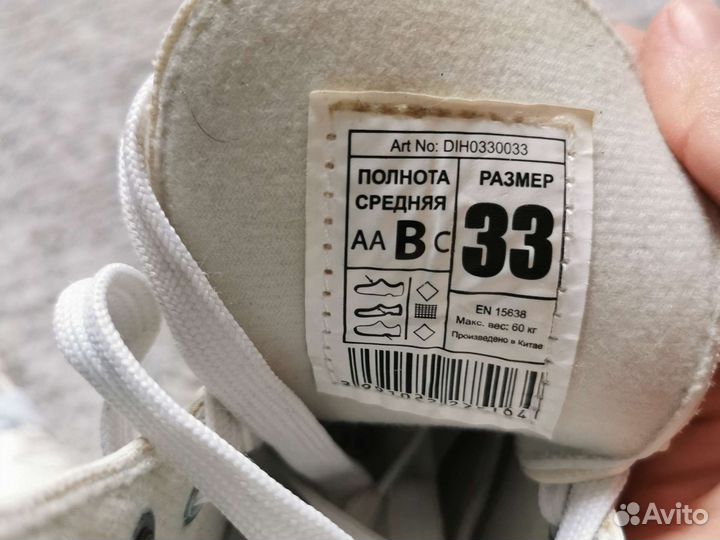 Art No: DIH0330033
ПОЛНОТА
СРЕДНЯЯ
AA B C
РАЗМЕР
33
EN 15638
Макс. вес: 60 кг
Произведено в Китае
Avito